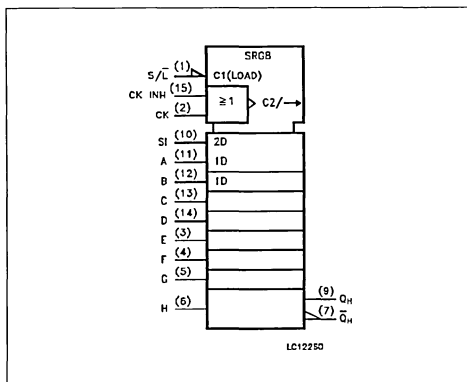 SRG8
S/L̅ (1) C1(LOAD)
CK INH (15) ≥1 C2/→
CK (2)
SI (10) 2D
A (11) 1D
B (12) 1D
C (13)
D (14)
E (3)
F (4)
G (5)
H (6)
(9) QH
(7) Q̅H
LC12250